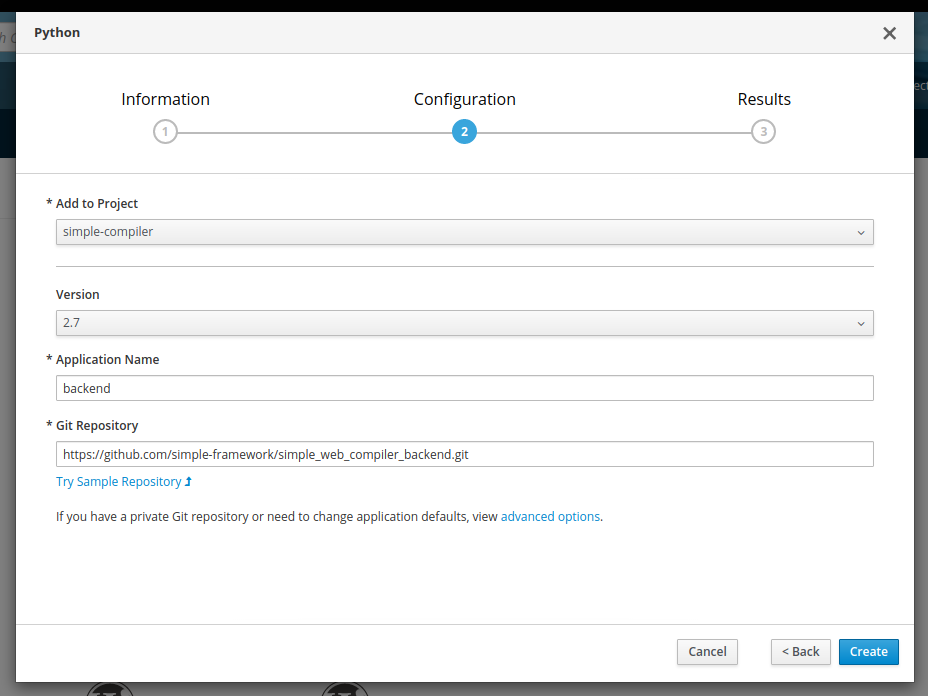 Python
Information
Configuration
Results
1
2
3
* Add to Project
simple-compiler
Version
2.7
* Application Name
backend
* Git Repository
https://github.com/simple-framework/simple_web_compiler_backend.git
Try Sample Repository
If you have a private Git repository or need to change application defaults, view advanced options.
Cancel
< Back
Create